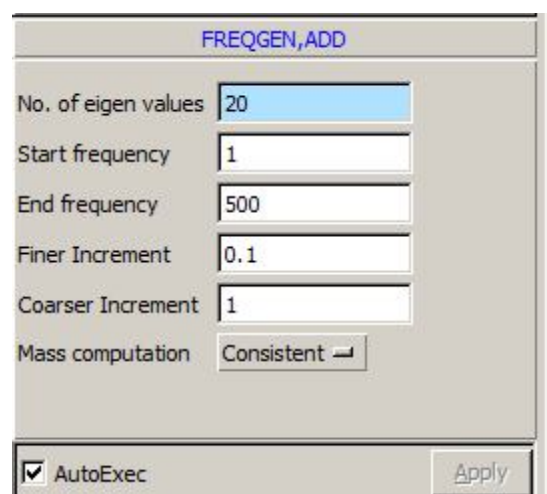 FREQGEN,ADD
No. of eigen values 20
Start frequency 1
End frequency 500
Finer Increment 0.1
Coarser Increment 1
Mass computation Consistent
AutoExec Apply